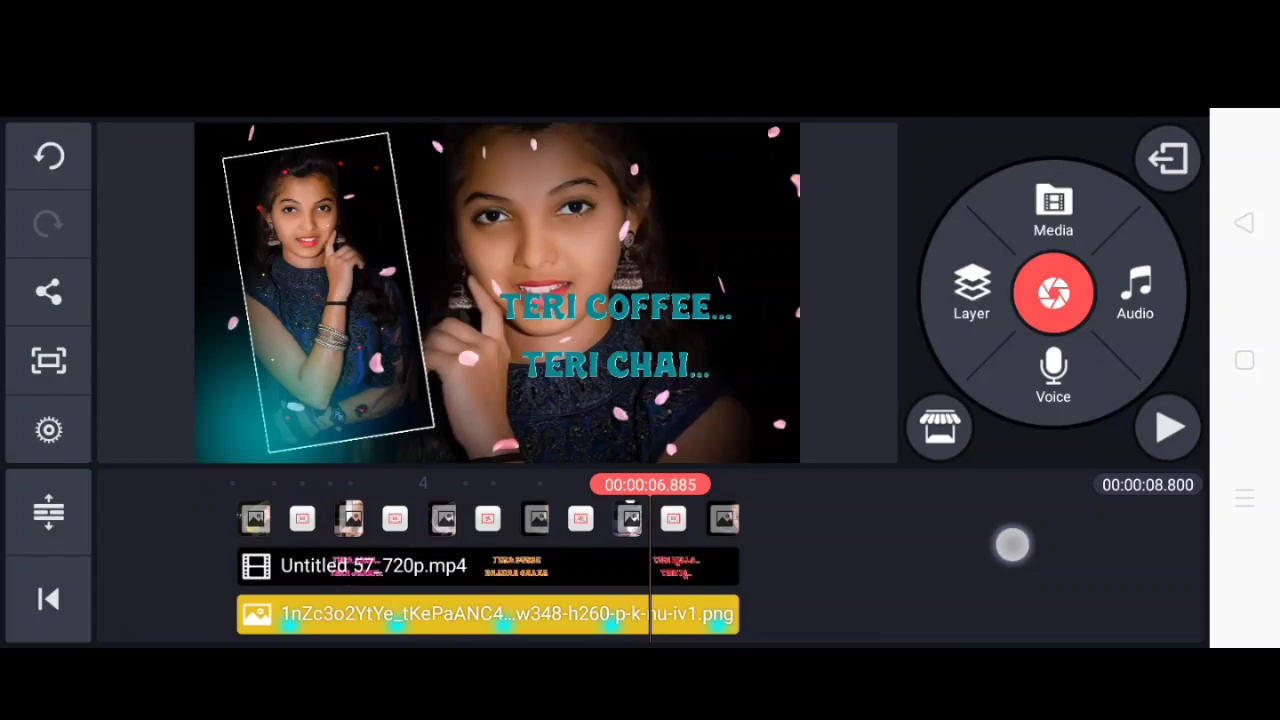 Media
Layer
Audio
Voice
TERI COFFEE...
TERI CHAI...
4
00:00:06.885
00:00:08.800
Untitled 57_720p.mp4
1nZc3o2YtYe_tKePaANC4...w348-h260-p-k-nu-iv1.png